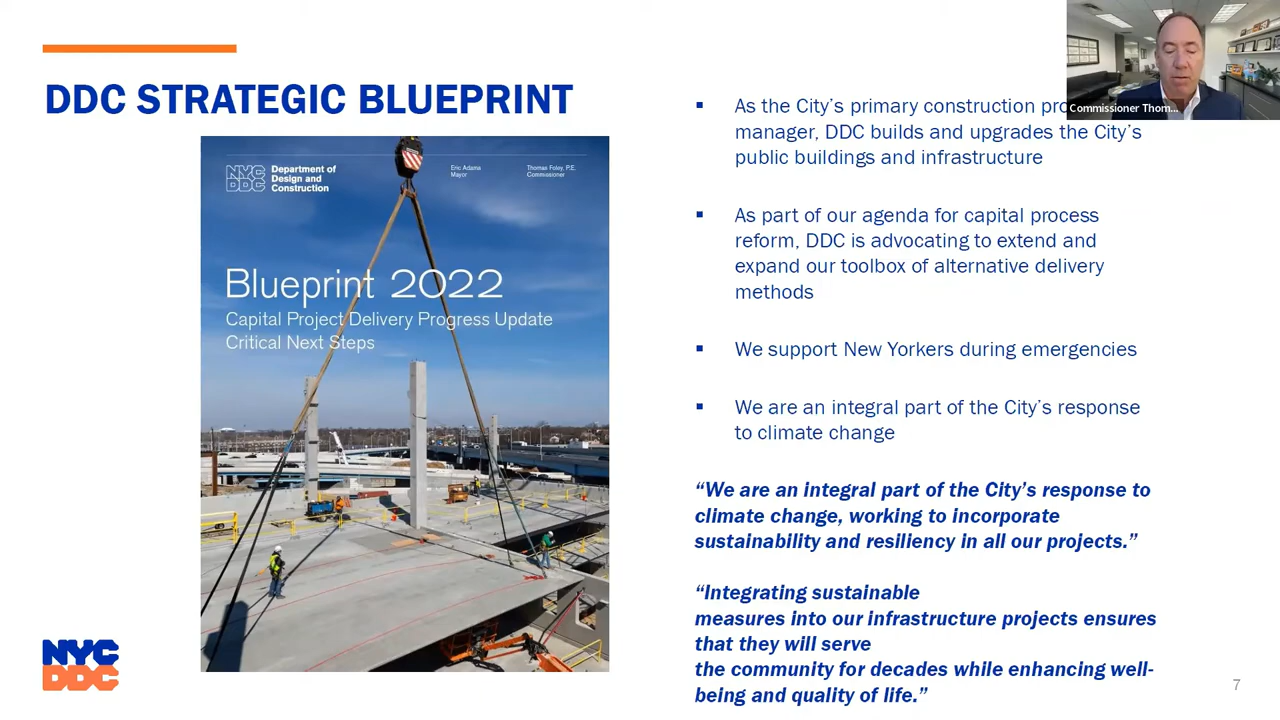 DDC STRATEGIC BLUEPRINT
NYC
DDC
Department of
Design and
Construction
Eric Adams
Mayor
Thomas Foley, P.E.
Commissioner
Blueprint 2022
Capital Project Delivery Progress Update
Critical Next Steps
Commissioner Thom...
▪ As the City’s primary construction
manager, DDC builds and upgrades the City’s
public buildings and infrastructure
▪ As part of our agenda for capital process
reform, DDC is advocating to extend and
expand our toolbox of alternative delivery
methods
▪ We support New Yorkers during emergencies
▪ We are an integral part of the City’s response
to climate change
“We are an integral part of the City’s response to
climate change, working to incorporate
sustainability and resiliency in all our projects.”
“Integrating sustainable
measures into our infrastructure projects ensures
that they will serve
the community for decades while enhancing well-
being and quality of life.”
NYC
DDC
7